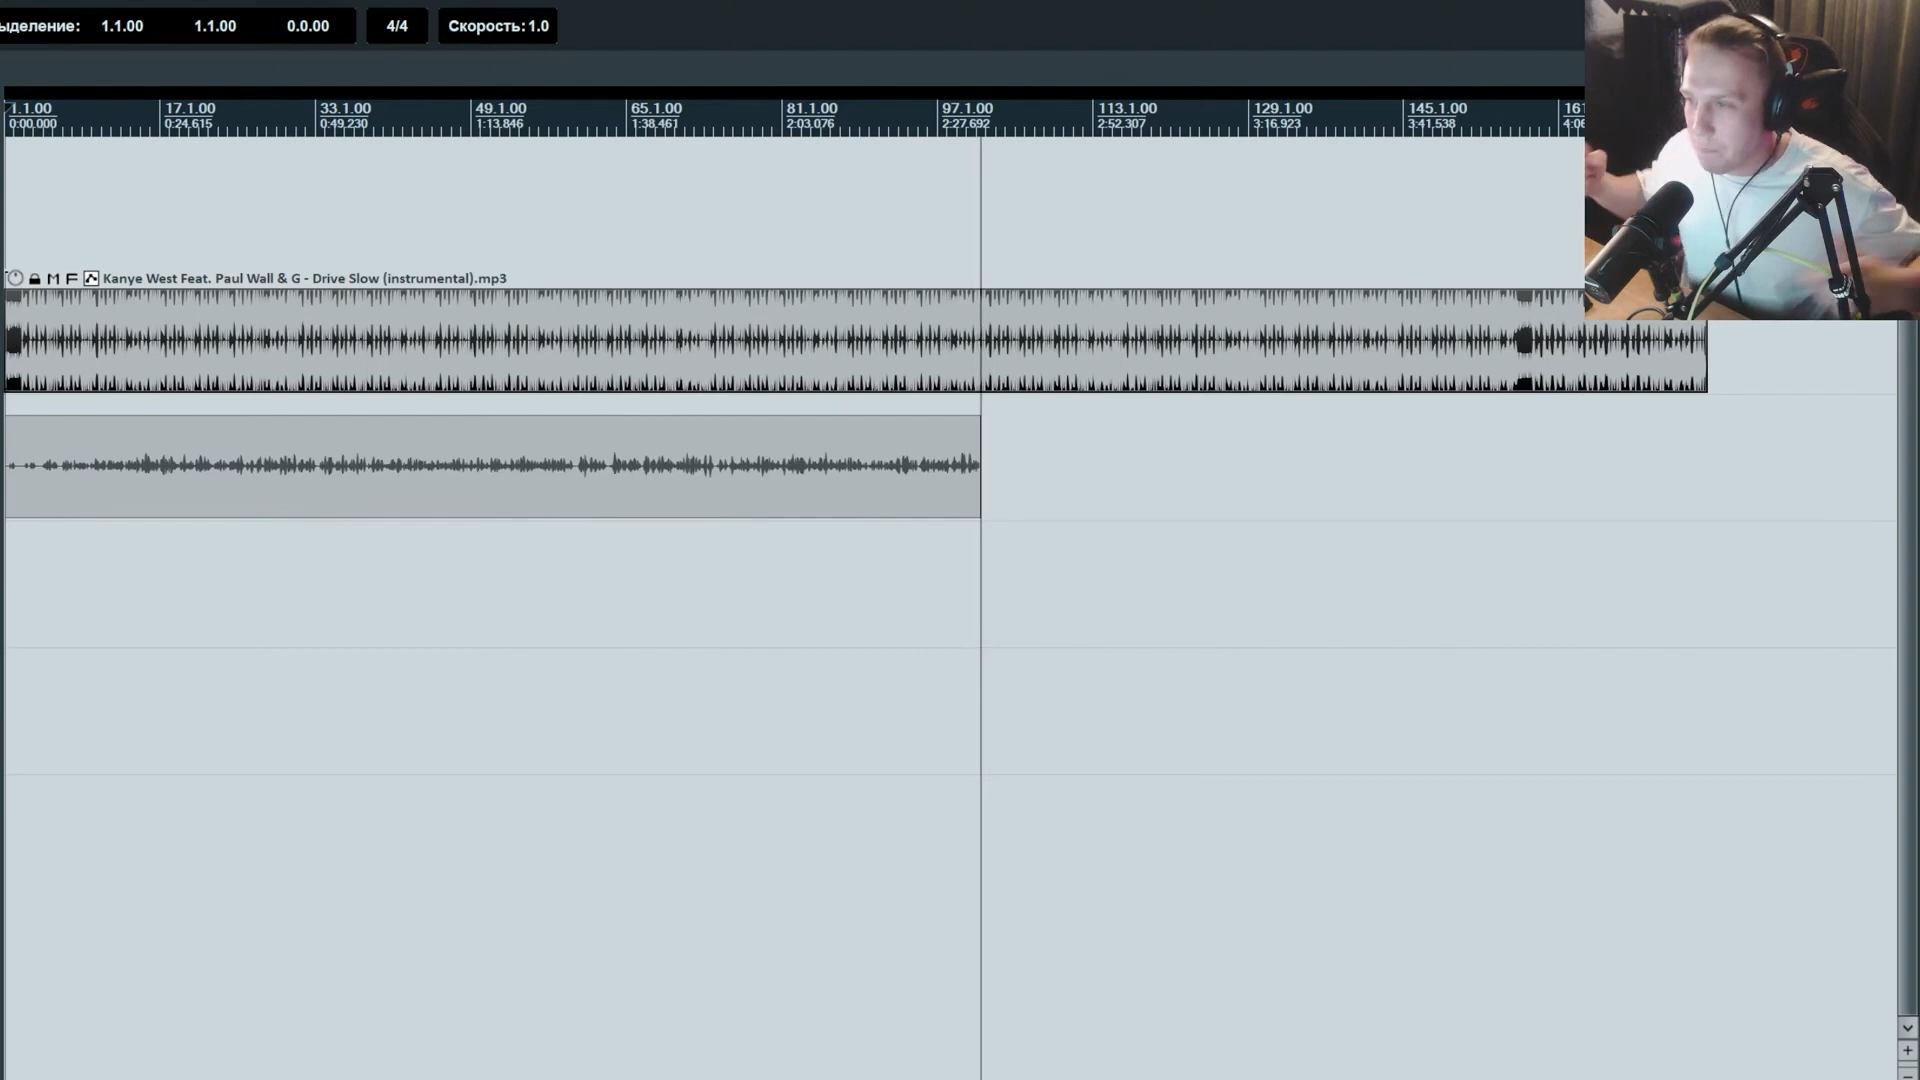 ыделение: 1.1.00 1.1.00 0.0.00 4/4 Скорость: 1.0
1.1.00 17.1.00 33.1.00 49.1.00 65.1.00 81.1.00 97.1.00 113.1.00 129.1.00 145.1.00 161
0:00.000 0:24.615 0:49.230 1:13.846 1:38.461 2:03.076 2:27.692 2:52.307 3:16.923 3:41.538 4:06
M F Kanye West Feat. Paul Wall & G - Drive Slow (instrumental).mp3